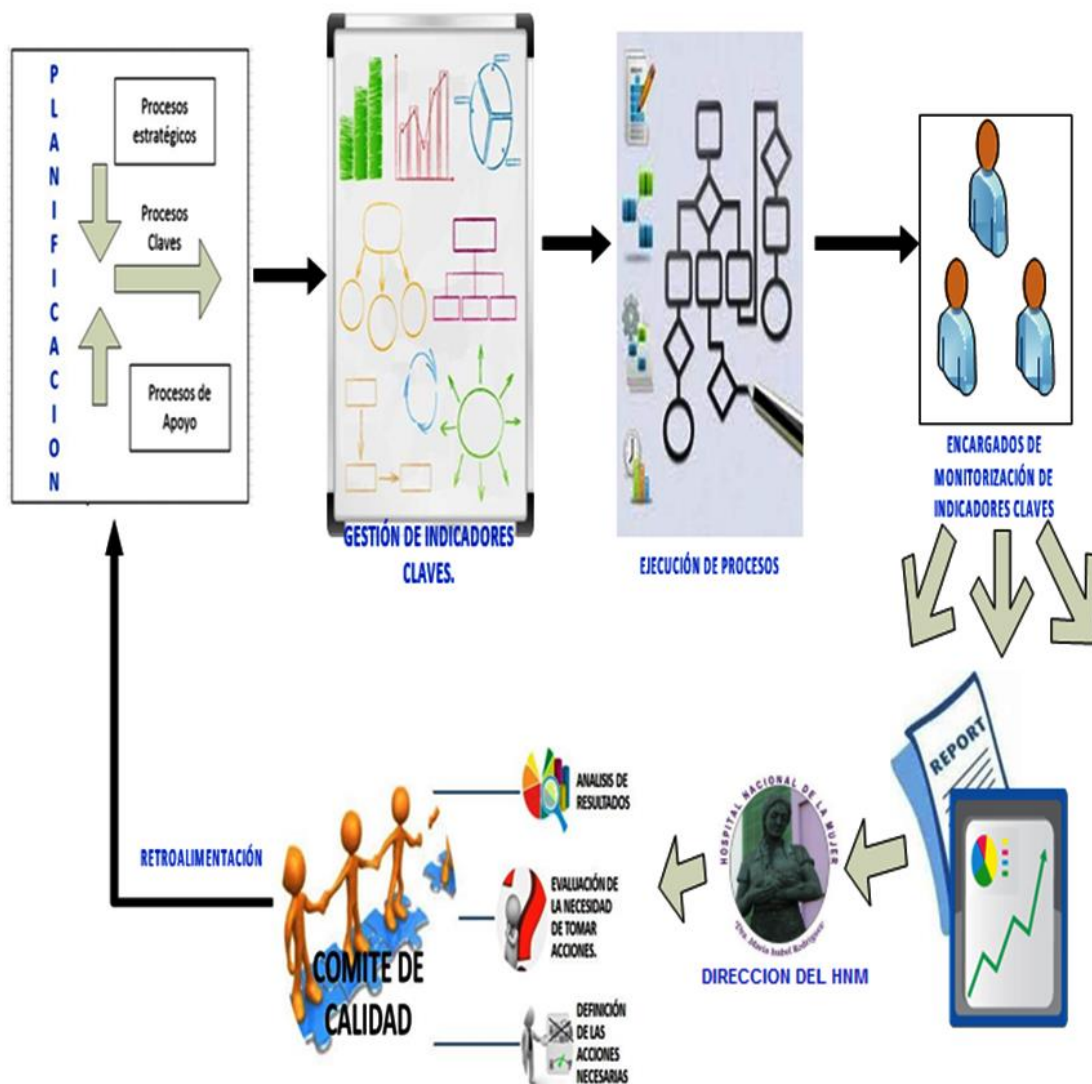 PLANIFICACION
Procesos
estratégicos
Procesos
Claves
Procesos de
Apoyo
GESTIÓN DE INDICADORES
CLAVES.
EJECUCIÓN DE PROCESOS
ENCARGADOS DE
MONITORIZACIÓN DE
INDICADORES CLAVES
REPORT
HOSPITAL NACIONAL DE LA MUJER
"Dra. María Isabel Rodríguez"
DIRECCION DEL HNM
ANALISIS DE
RESULTADOS
EVALUACIÓN DE
LA NECESIDAD
DE TOMAR
ACCIONES.
DEFINICIÓN
DE LAS
ACCIONES
NECESARIAS
COMITE DE
CALIDAD
RETROALIMENTACIÓN